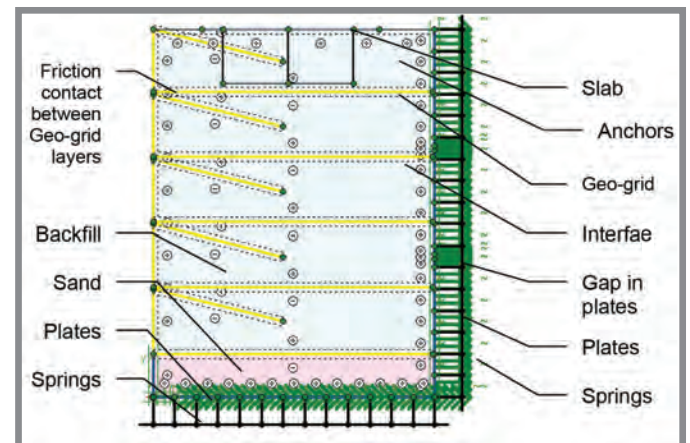 Friction
contact
between
Geo-grid
layers
Backfill
Sand
Plates
Springs
Slab
Anchors
Geo-grid
Interfae
Gap in
plates
Plates
Springs